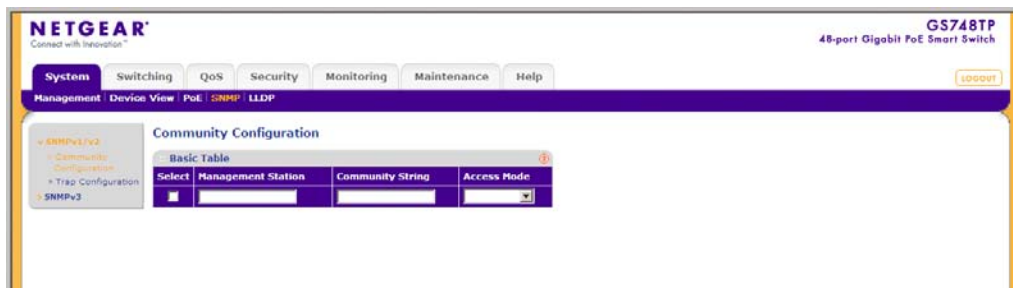 NETGEAR
Connect with Innovation™
GS748TP
48-port Gigabit PoE Smart Switch
System Switching QoS Security Monitoring Maintenance Help
LOGOUT
Management Device View PoE SNMP LLDP
SNMPv1/v2
Community
Configuration
Trap Configuration
SNMPv3
Community Configuration
Basic Table
Select Management Station Community String Access Mode